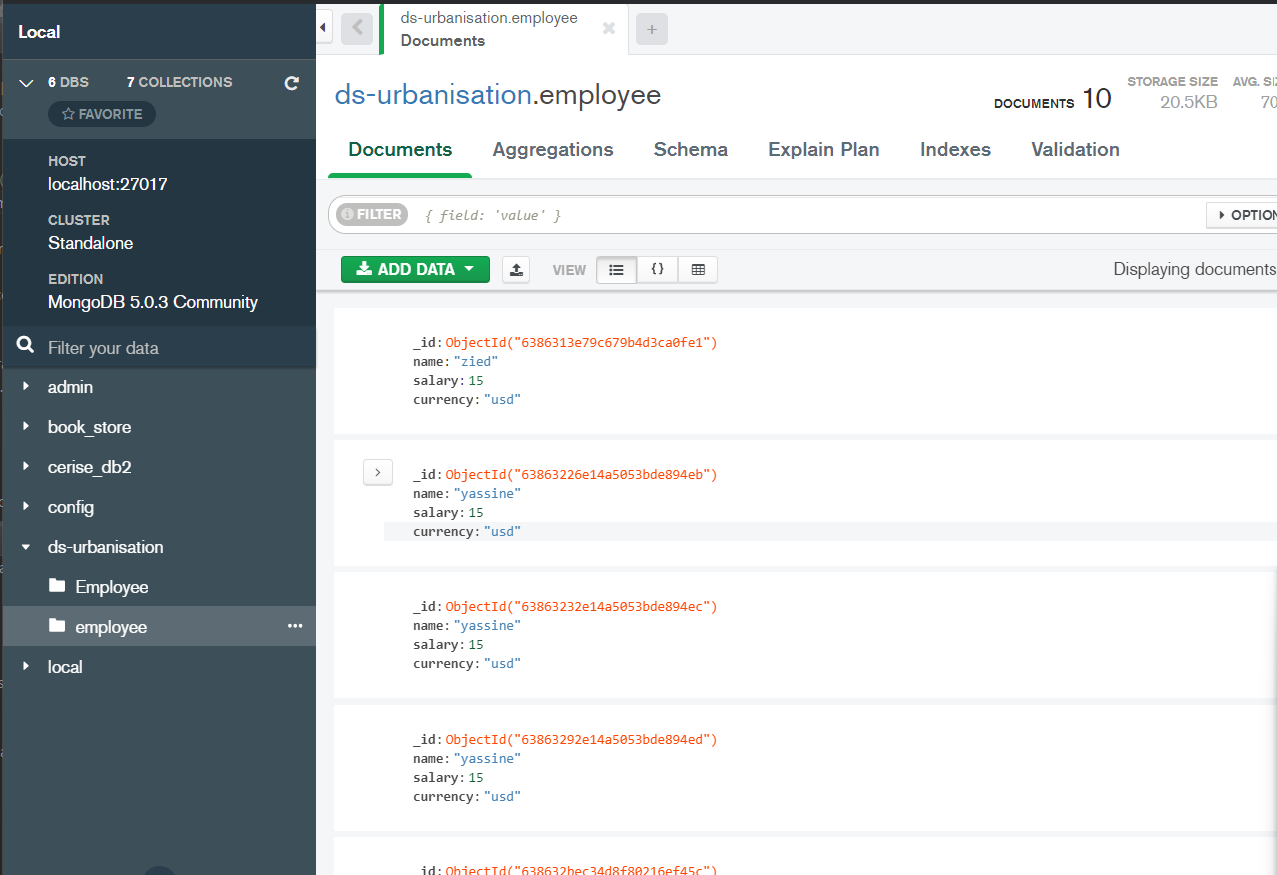 Local
6 DBS 7 COLLECTIONS
FAVORITE
HOST
localhost:27017
CLUSTER
Standalone
EDITION
MongoDB 5.0.3 Community
Filter your data
admin
book_store
cerise_db2
config
ds-urbanisation
Employee
employee
local
ds-urbanisation.employee
Documents
ds-urbanisation.employee
DOCUMENTS 10
STORAGE SIZE
20.5KB
AVG. SI
70
Documents Aggregations Schema Explain Plan Indexes Validation
FILTER { field: 'value' }
OPTION
ADD DATA VIEW {} Displaying documents
_id: ObjectId("6386313e79c679b4d3ca0fe1")
name: "zied"
salary: 15
currency: "usd"
_id: ObjectId("63863226e14a5053bde894eb")
name: "yassine"
salary: 15
currency: "usd"
_id: ObjectId("63863232e14a5053bde894ec")
name: "yassine"
salary: 15
currency: "usd"
_id: ObjectId("63863292e14a5053bde894ed")
name: "yassine"
salary: 15
currency: "usd"
_id: ObjectId("638632bec34d8f80216ef45c")